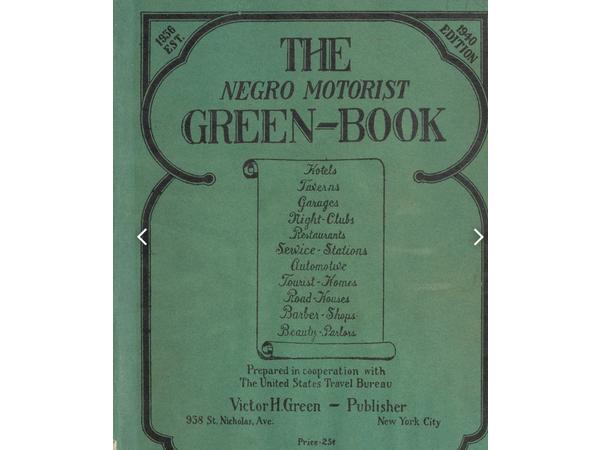 1936
EST.
1940
EDITION
THE
NEGRO MOTORIST
GREEN-BOOK
Hotels
Taverns
Garages
Night-Clubs
Restaurants
Service-Stations
Automotive
Tourist-Homes
Road-Houses
Barber-Shops
Beauty-Parlors
Prepared in cooperation with
The United States Travel Bureau
Victor H. Green - Publisher
938 St. Nicholas, Ave. New York City
Price-25¢